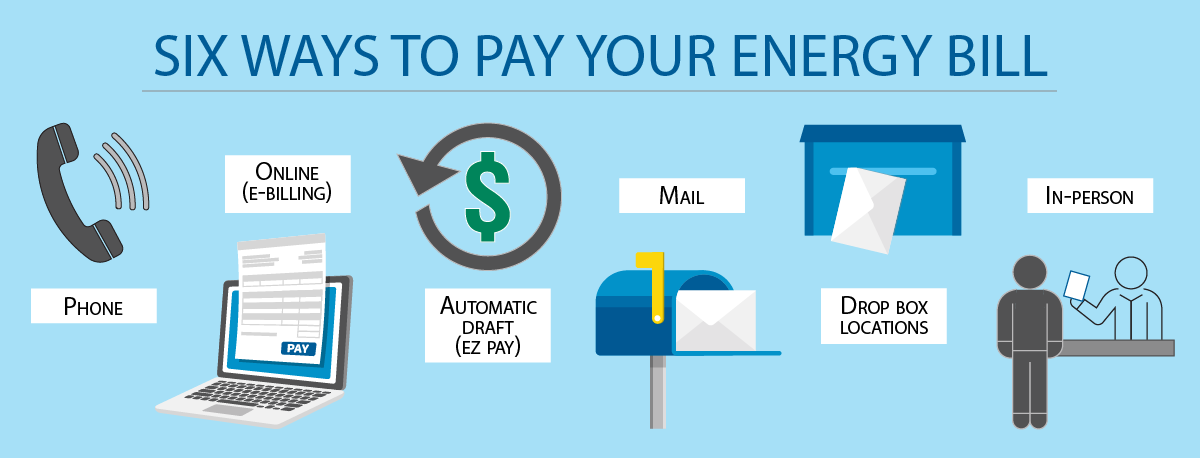 SIX WAYS TO PAY YOUR ENERGY BILL
PHONE
ONLINE
(E-BILLING)
PAY
AUTOMATIC
DRAFT
(EZ PAY)
MAIL
DROP BOX
LOCATIONS
IN-PERSON